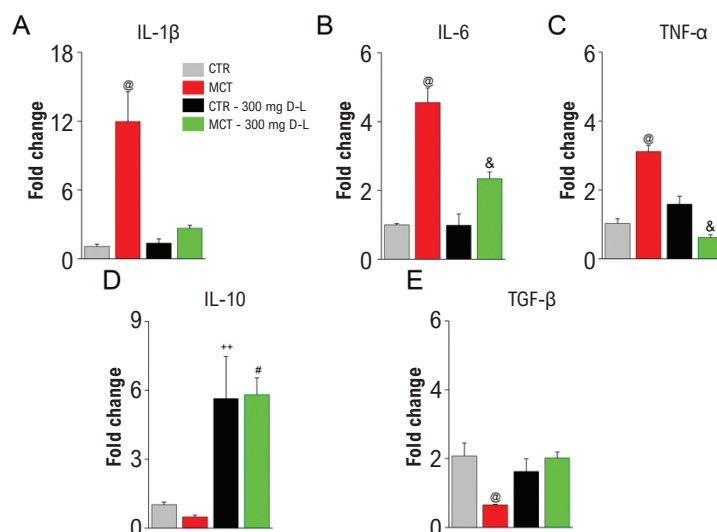 A
IL-1β
Fold change
18
12
6
0
@
CTR
MCT
CTR - 300 mg D-L
MCT - 300 mg D-L
B
IL-6
Fold change
6
4
2
0
@
&
C
TNF-α
Fold change
6
4
2
0
@
&
D
IL-10
Fold change
9
6
3
0
++
#
E
TGF-β
Fold change
6
4
2
0
@